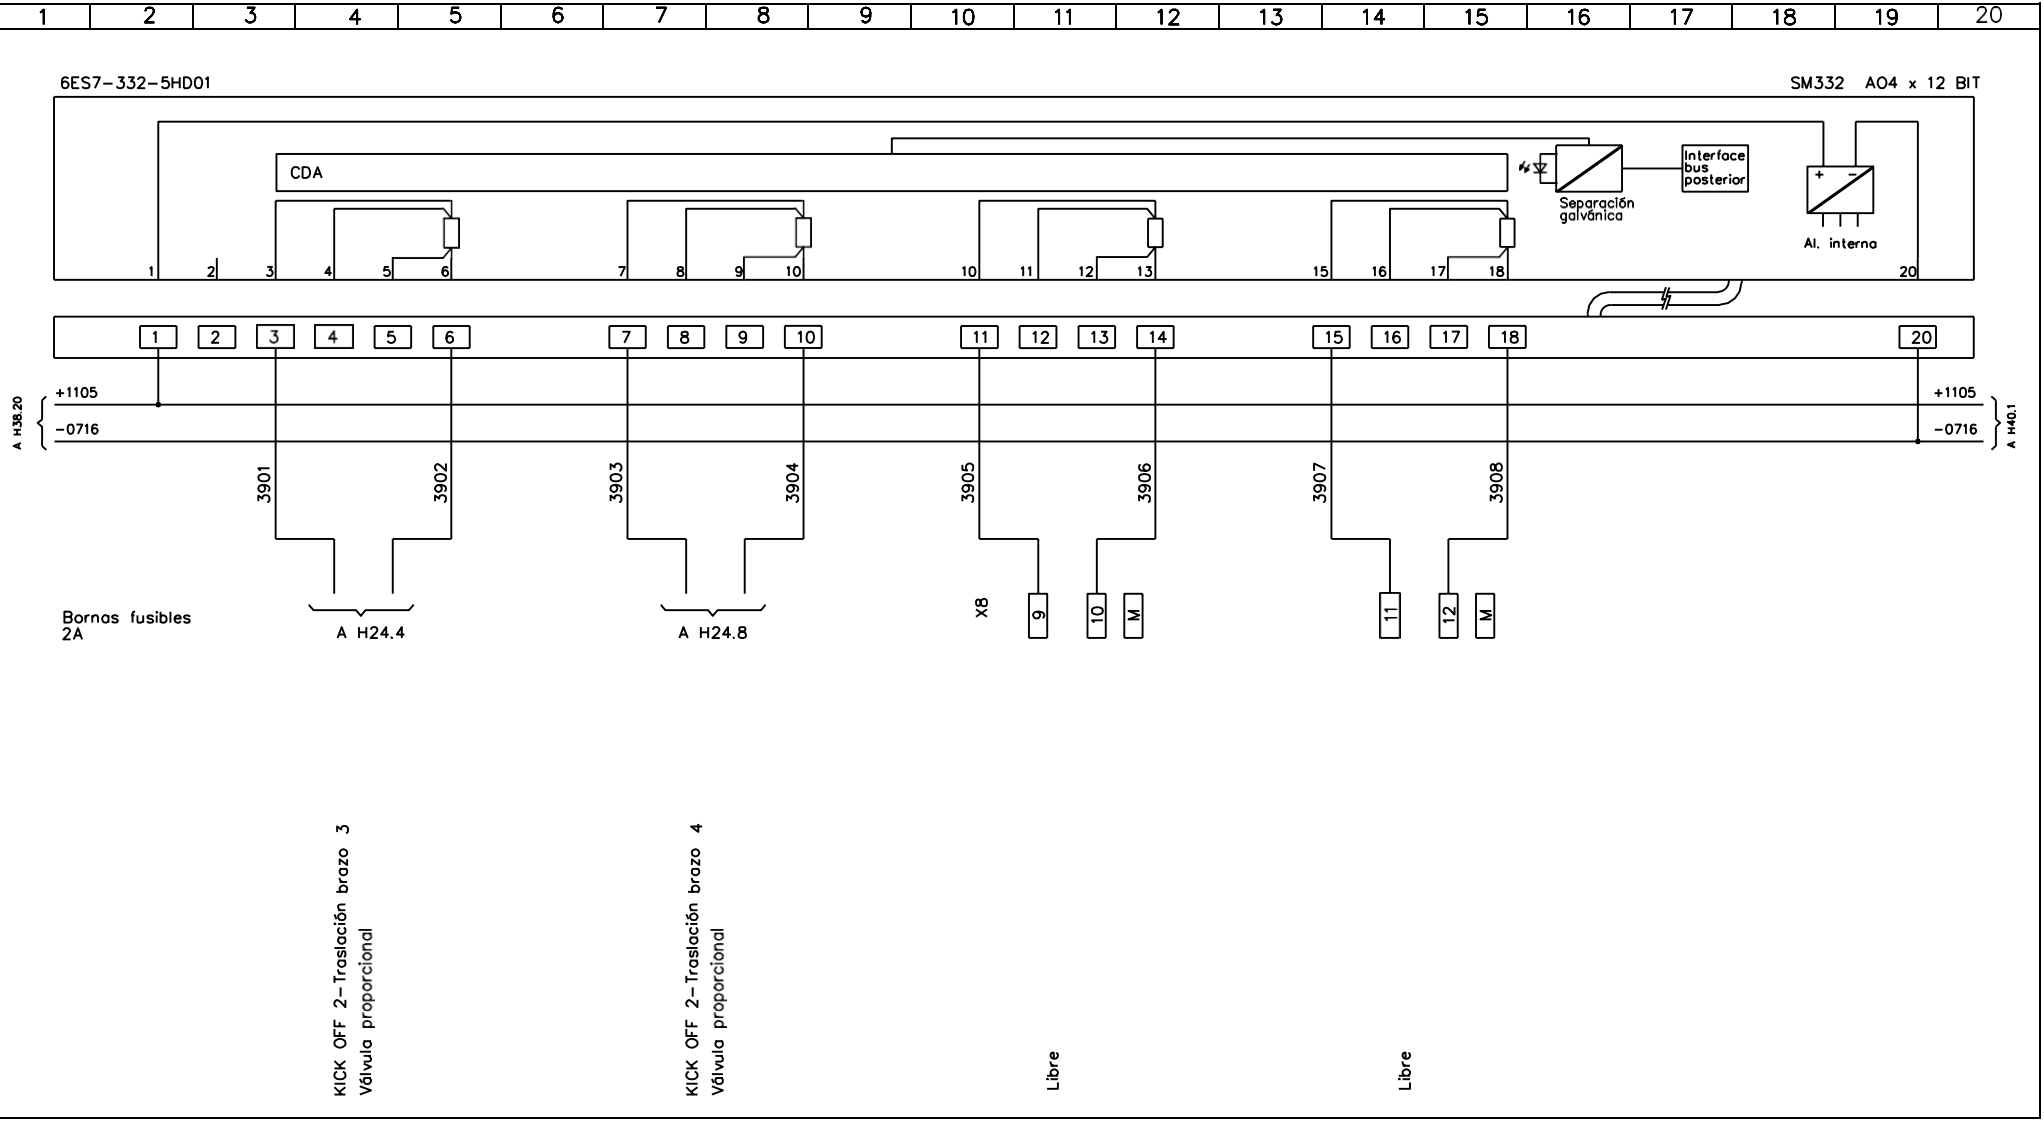 1 2 3 4 5 6 7 8 9 10 11 12 13 14 15 16 17 18 19 20
6ES7-332-5HD01
SM332 AO4 x 12 BIT
CDA
Interface
bus
posterior
+ -
Separación
galvánica
Al. interna
1 2 3 4 5 6 7 8 9 10 10 11 12 13 15 16 17 18 20
1 2 3 4 5 6 7 8 9 10 11 12 13 14 15 16 17 18 20
A H38.20
+1105
-0716
+1105
-0716
A H40.1
3901
3902
3903
3904
3905
3906
3907
3908
Bornas fusibles
2A
A H24.4
A H24.8
X8
9
10
M
11
12
M
KICK OFF 2-Traslación brazo 3
Válvula proporcional
KICK OFF 2-Traslación brazo 4
Válvula proporcional
Libre
Libre